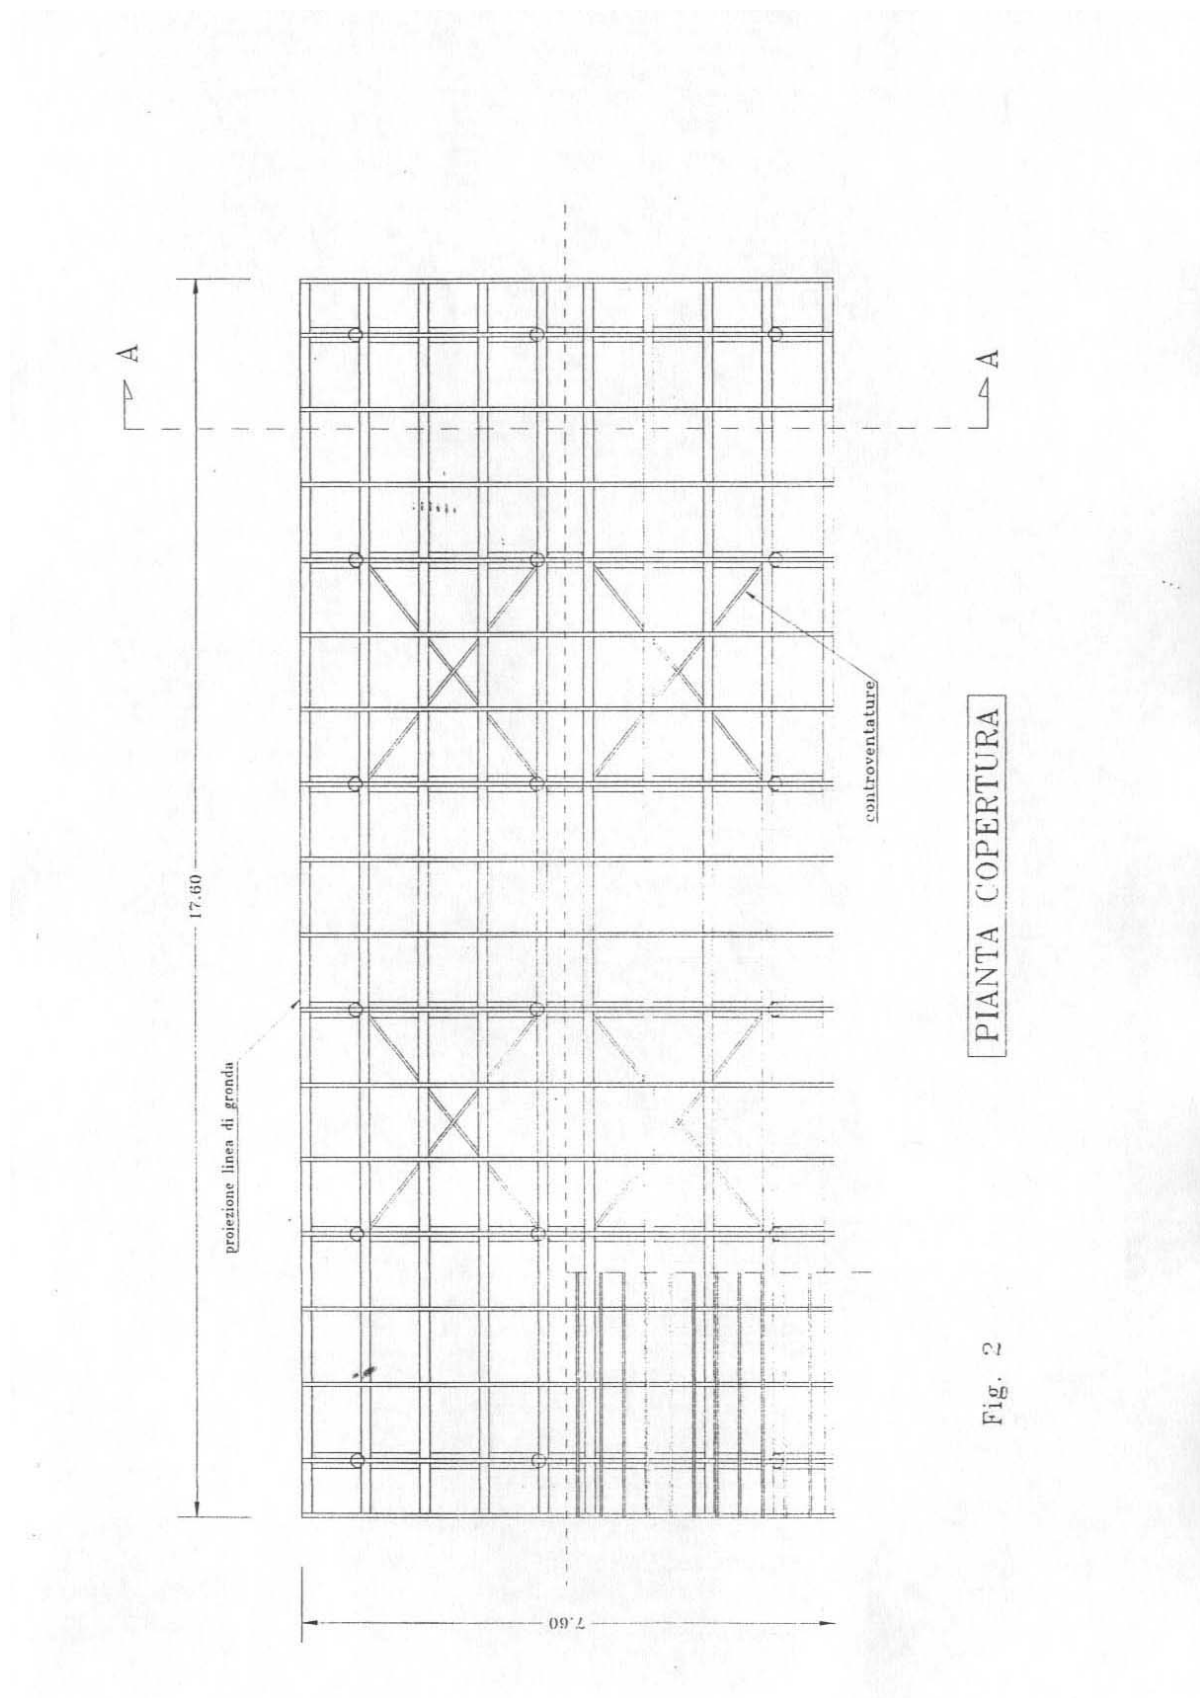 A
A
17.60
proiezione linea di gronda
controventature
PIANTA COPERTURA
Fig. 2
7.60